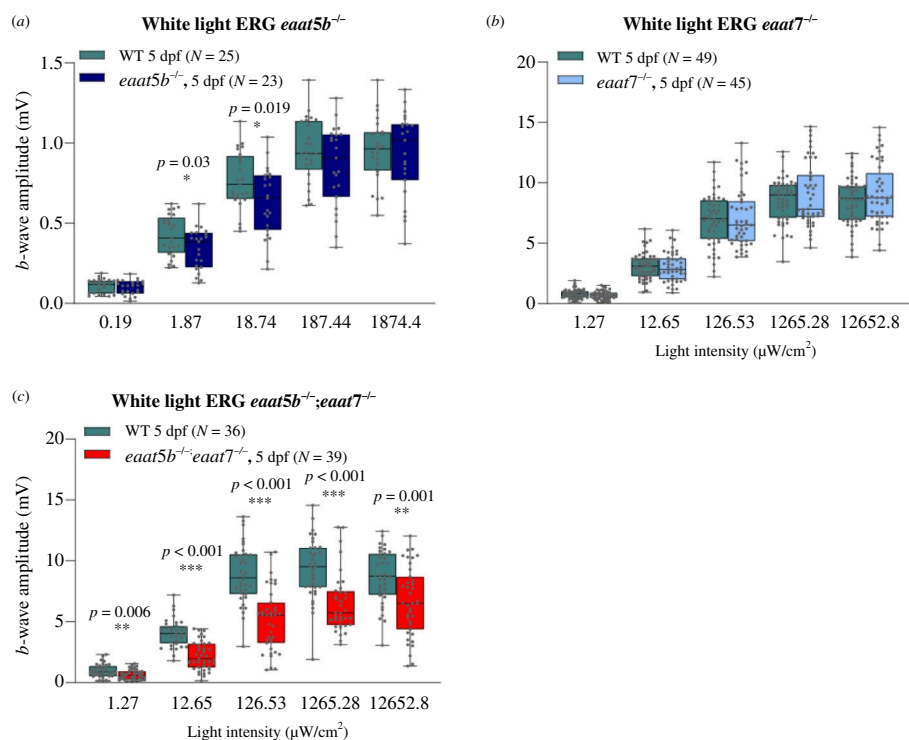 (a)
White light ERG eaat5b⁻/⁻
WT 5 dpf (N = 25)
eaat5b⁻/⁻, 5 dpf (N = 23)
p = 0.03
*
p = 0.019
*
b-wave amplitude (mV)
1.5
1.0
0.5
0.0
0.19 1.87 18.74 187.44 1874.4
(b)
White light ERG eaat7⁻/⁻
WT 5 dpf (N = 49)
eaat7⁻/⁻, 5 dpf (N = 45)
20
15
10
5
0
1.27 12.65 126.53 1265.28 12652.8
Light intensity (µW/cm²)
(c)
White light ERG eaat5b⁻/⁻;eaat7⁻/⁻
WT 5 dpf (N = 36)
eaat5b⁻/⁻;eaat7⁻/⁻, 5 dpf (N = 39)
p = 0.006
**
p < 0.001
***
p < 0.001
***
p < 0.001
***
p = 0.001
**
b-wave amplitude (mV)
20
15
10
5
0
1.27 12.65 126.53 1265.28 12652.8
Light intensity (µW/cm²)